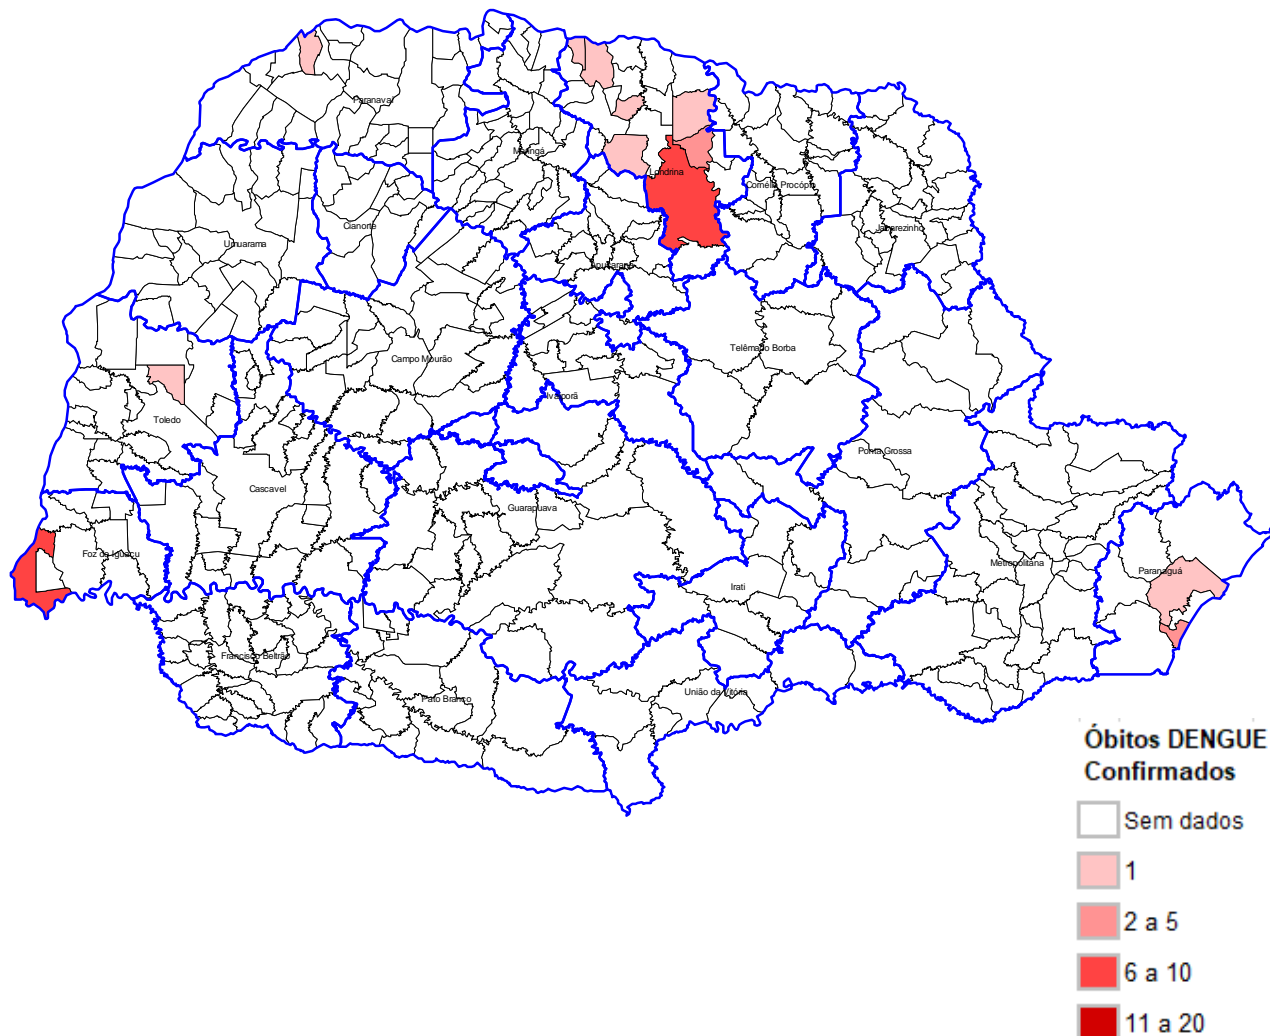 Paranavaí
Maringá
Londrina
Cornélio Procópio
Jacarezinho
Cianorte
Umuarama
Apucarana
Campo Mourão
Telêmaco Borba
Ivaiporã
Toledo
Ponta Grossa
Cascavel
Guarapuava
Foz do Iguaçu
Metropolitana
Paranaguá
Irati
Francisco Beltrão
Pato Branco
União da Vitória
Óbitos DENGUE
Confirmados
Sem dados
1
2 a 5
6 a 10
11 a 20